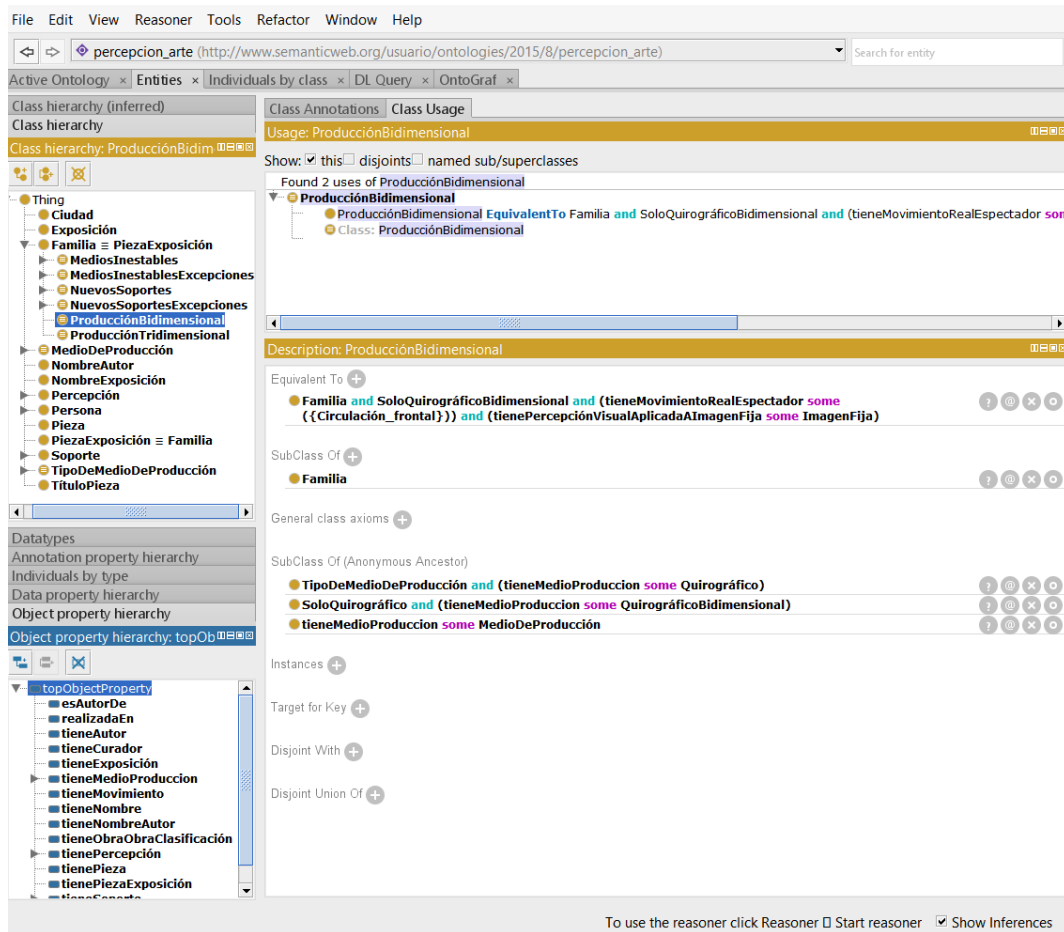 File Edit View Reasoner Tools Refactor Window Help
percepcion_arte (http://www.semanticweb.org/usuario/ontologies/2015/8/percepcion_arte)
Search for entity
Active Ontology × Entities × Individuals by class × DL Query × OntoGraf ×
Class hierarchy (inferred)
Class hierarchy
Class hierarchy: ProducciónBidim
Thing
Ciudad
Exposición
Familia ≡ PiezaExposición
MediosInestables
MediosInestablesExcepciones
NuevosSoportes
NuevosSoportesExcepciones
ProducciónBidimensional
ProducciónTridimensional
MedioDeProducción
NombreAutor
NombreExposición
Percepción
Persona
Pieza
PiezaExposición ≡ Familia
Soporte
TipoDeMedioDeProducción
TítuloPieza
Datatypes
Annotation property hierarchy
Individuals by type
Data property hierarchy
Object property hierarchy
Object property hierarchy: topOb
topObjectProperty
esAutorDe
realizadaEn
tieneAutor
tieneCurador
tieneExposición
tieneMedioProduccion
tieneMovimiento
tieneNombre
tieneNombreAutor
tieneObraObraClasificación
tienePercepción
tienePieza
tienePiezaExposición
tieneSoporte
Class Annotations Class Usage
Usage: ProducciónBidimensional
Show: this disjoints named sub/superclasses
Found 2 uses of ProducciónBidimensional
ProducciónBidimensional
ProducciónBidimensional EquivalentTo Familia and SoloQuirográficoBidimensional and (tieneMovimientoRealEspectador som
Class: ProducciónBidimensional
Description: ProducciónBidimensional
Equivalent To
Familia and SoloQuirográficoBidimensional and (tieneMovimientoRealEspectador some
({Circulación_frontal})) and (tienePercepciónVisualAplicadaAImagenFija some ImagenFija)
SubClass Of
Familia
General class axioms
SubClass Of (Anonymous Ancestor)
TipoDeMedioDeProducción and (tieneMedioProduccion some Quirográfico)
SoloQuirográfico and (tieneMedioProduccion some QuirográficoBidimensional)
tieneMedioProduccion some MedioDeProducción
Instances
Target for Key
Disjoint With
Disjoint Union Of
To use the reasoner click Reasoner Start reasoner Show Inferences